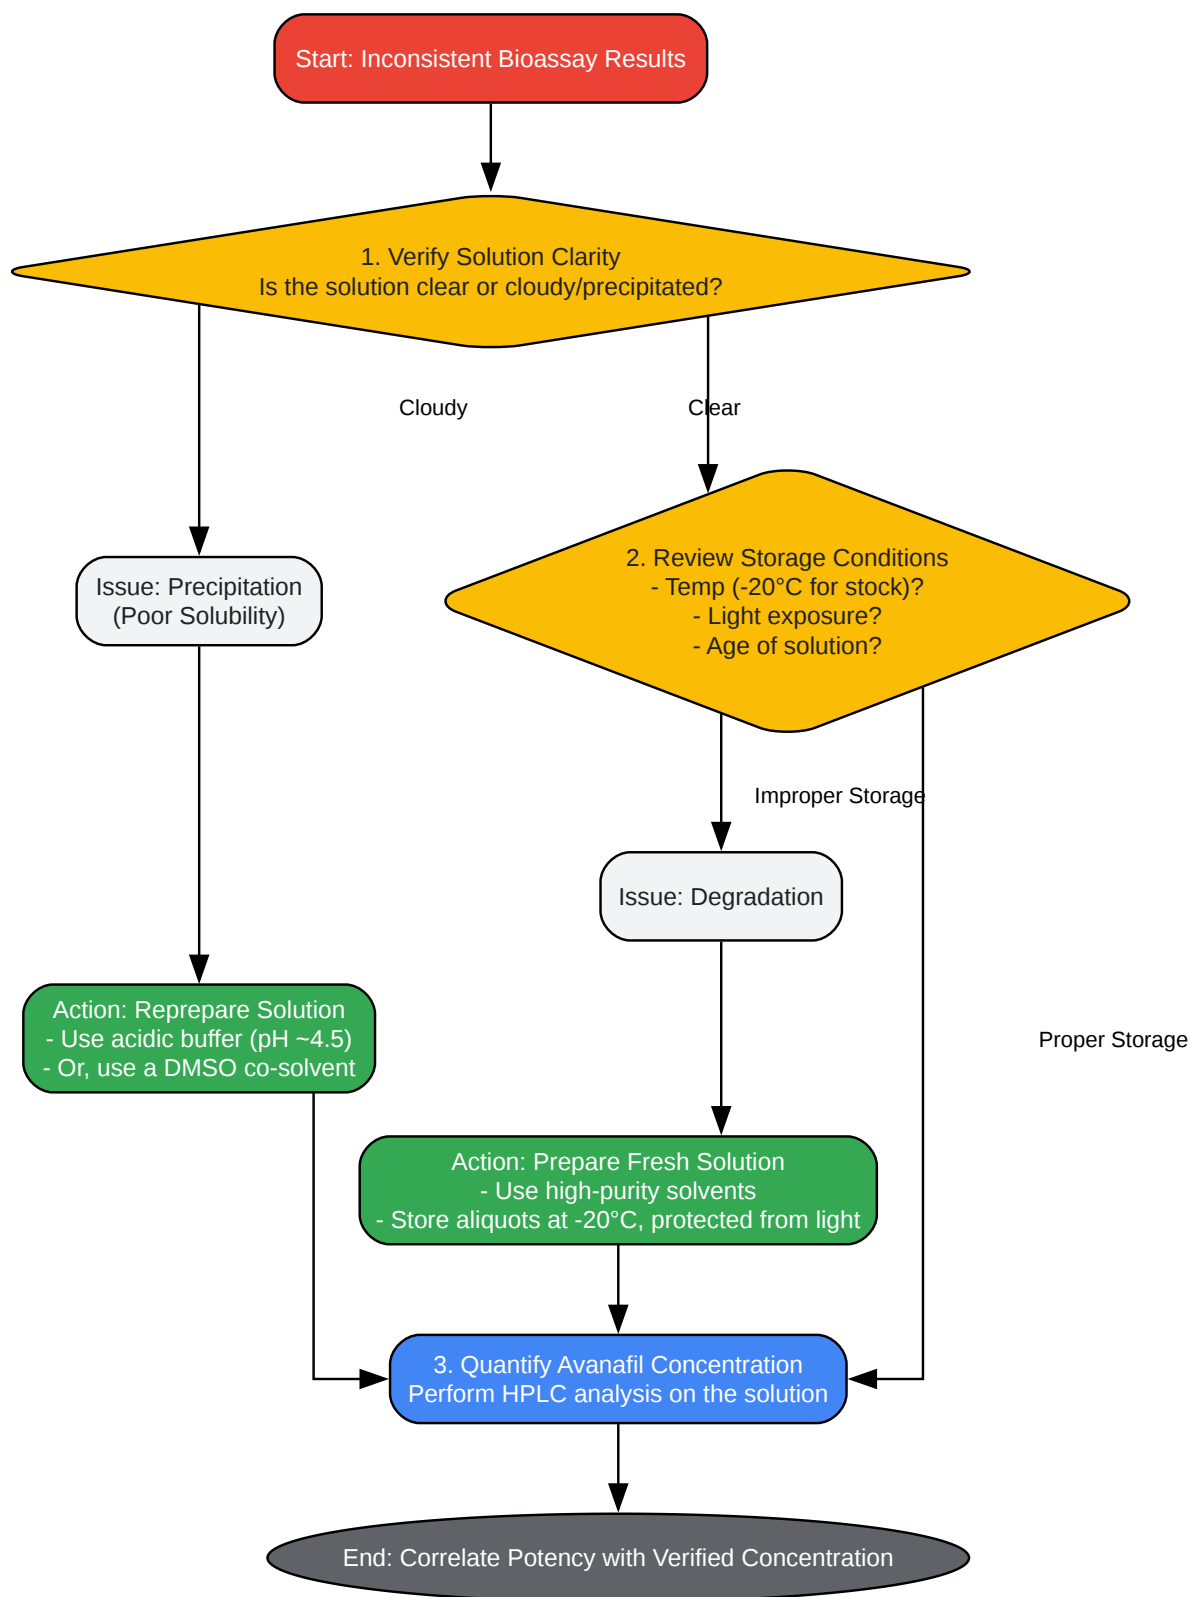 Start: Inconsistent Bioassay Results
1. Verify Solution Clarity
Is the solution clear or cloudy/precipitated?
Cloudy
Clear
Issue: Precipitation
(Poor Solubility)
2. Review Storage Conditions
- Temp (-20°C for stock)?
- Light exposure?
- Age of solution?
Improper Storage
Issue: Degradation
Action: Reprepare Solution
- Use acidic buffer (pH ~4.5)
- Or, use a DMSO co-solvent
Proper Storage
Action: Prepare Fresh Solution
- Use high-purity solvents
- Store aliquots at -20°C, protected from light
3. Quantify Avanafil Concentration
Perform HPLC analysis on the solution
End: Correlate Potency with Verified Concentration